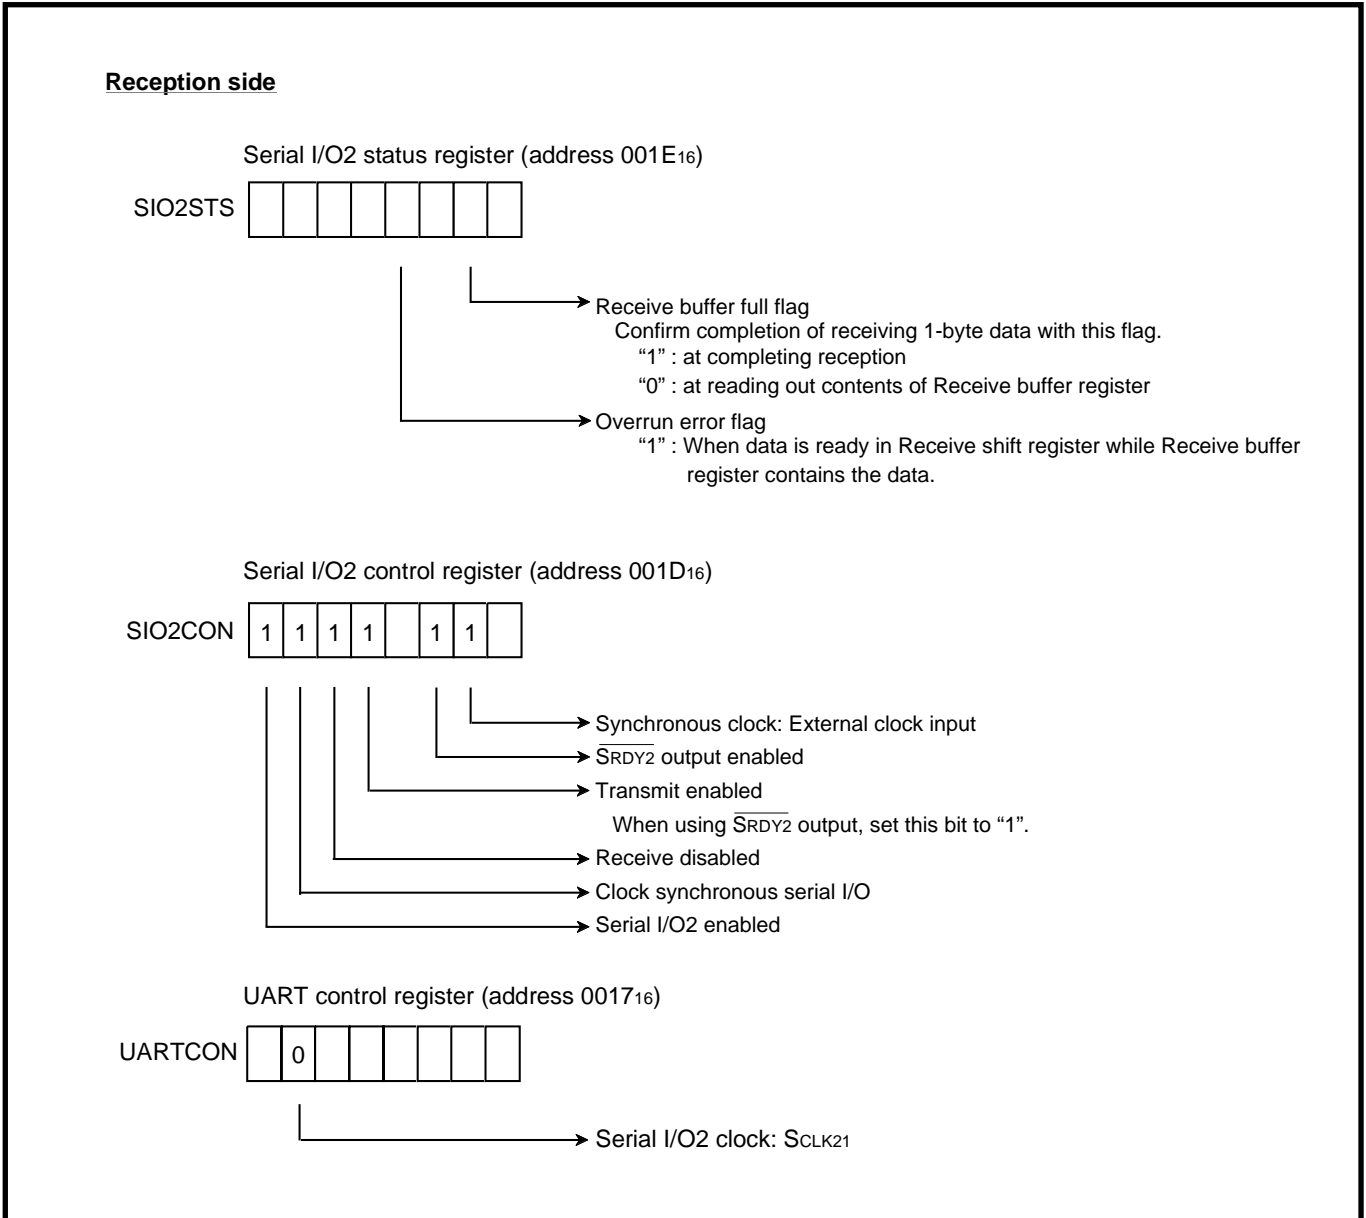 Reception side
Serial I/O2 status register (address 001E16)
SIO2STS
Receive buffer full flag
Confirm completion of receiving 1-byte data with this flag.
“1” : at completing reception
“0” : at reading out contents of Receive buffer register
Overrun error flag
“1” : When data is ready in Receive shift register while Receive buffer
register contains the data.
Serial I/O2 control register (address 001D16)
SIO2CON 1 1 1 1 1 1
Synchronous clock: External clock input
SRDY2 output enabled
Transmit enabled
When using SRDY2 output, set this bit to “1”.
Receive disabled
Clock synchronous serial I/O
Serial I/O2 enabled
UART control register (address 001716)
UARTCON 0
Serial I/O2 clock: SCLK21